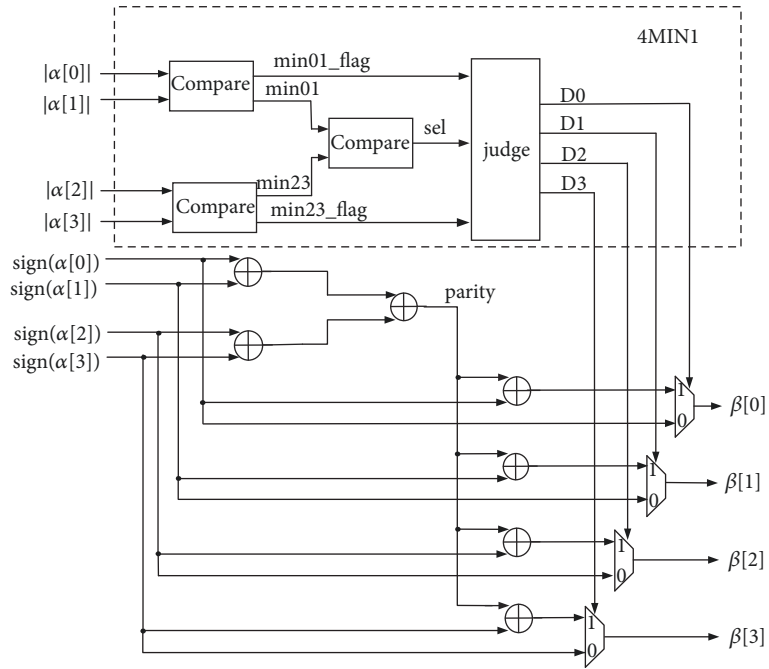 4MIN1
|α[0]|
|α[1]|
Compare
min01_flag
min01
Compare
sel
judge
D0
D1
D2
D3
|α[2]|
|α[3]|
Compare
min23
min23_flag
sign(α[0])
sign(α[1])
sign(α[2])
sign(α[3])
parity
1
0
β[0]
1
0
β[1]
1
0
β[2]
1
0
β[3]